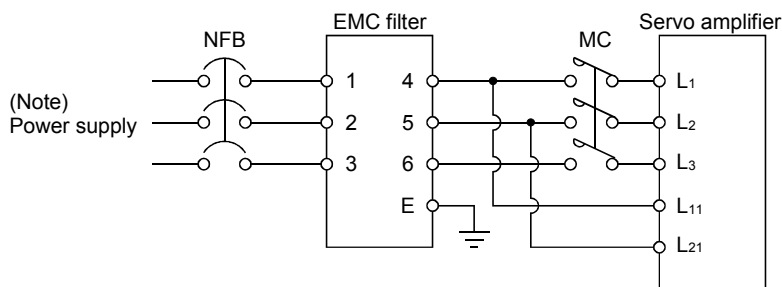 EMC filter
Servo amplifier
NFB
MC
(Note)
Power supply
1
4
L1
2
5
L2
3
6
L3
E
L11
L21